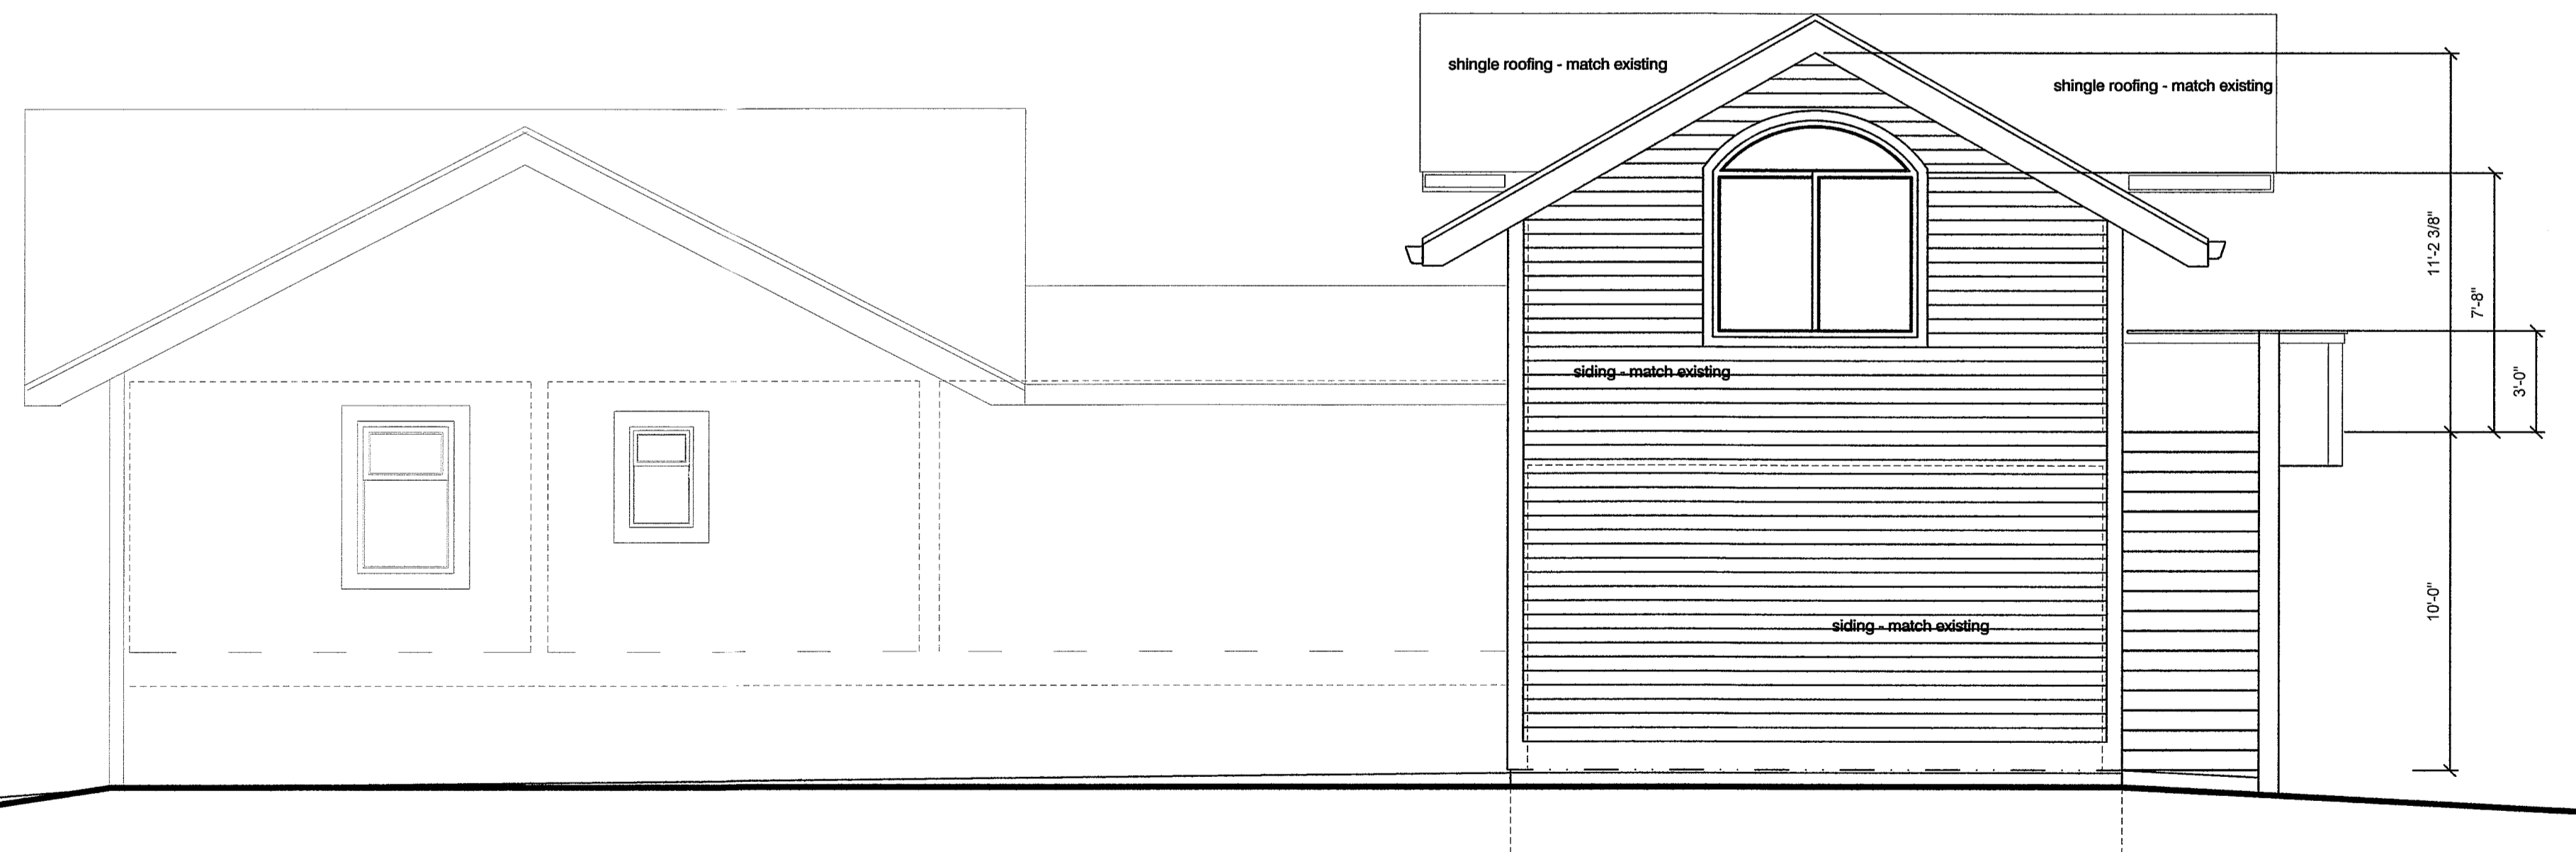 shingle roofing - match existing
shingle roofing - match existing
11'-2 3/8"
7'-8"
3'-0"
siding - match existing
10'-0"
siding - match existing